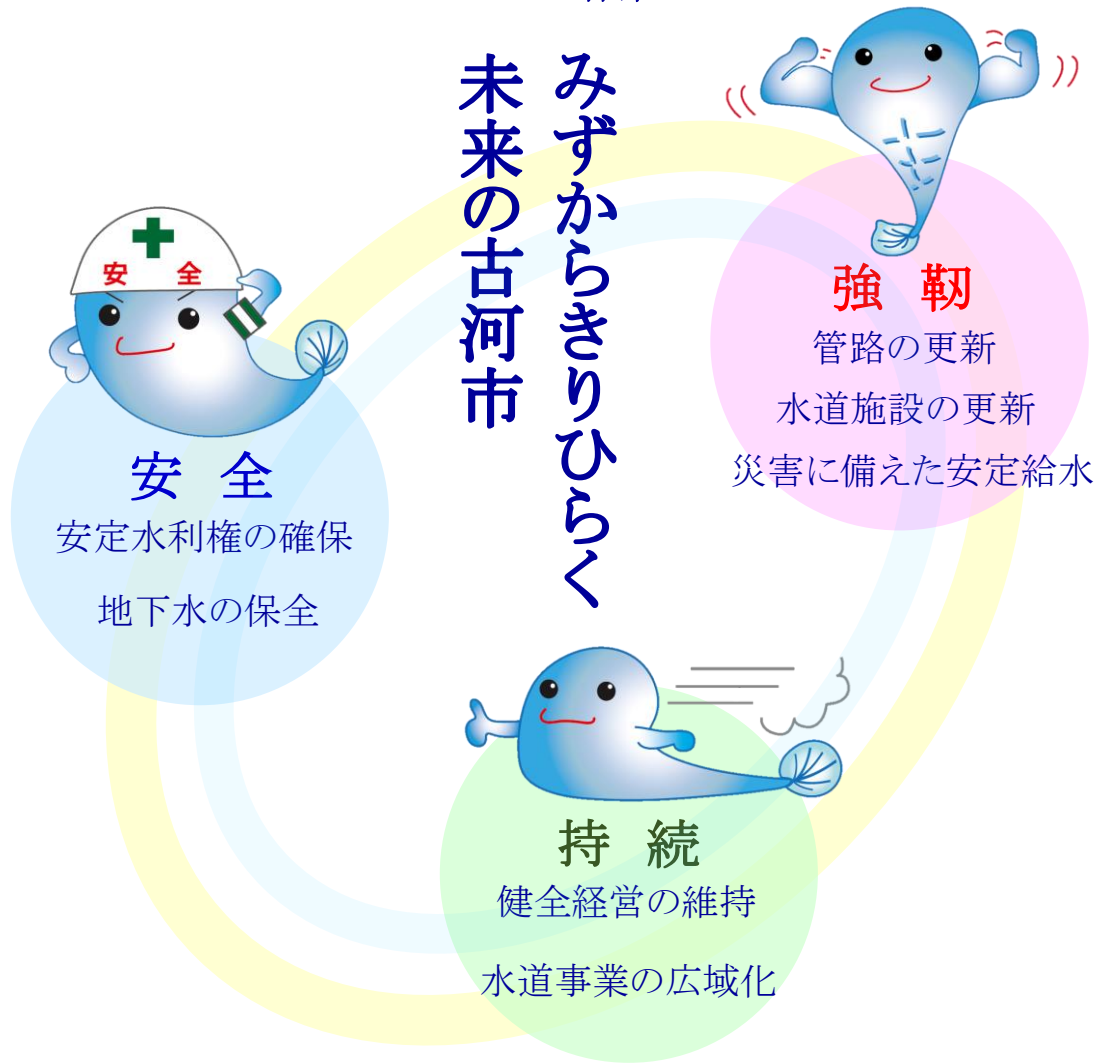 みずからきりひらく
未来の古河市
強靭
管路の更新
水道施設の更新
災害に備えた安定給水
安全
安全
安定水利権の確保
地下水の保全
持続
健全経営の維持
水道事業の広域化